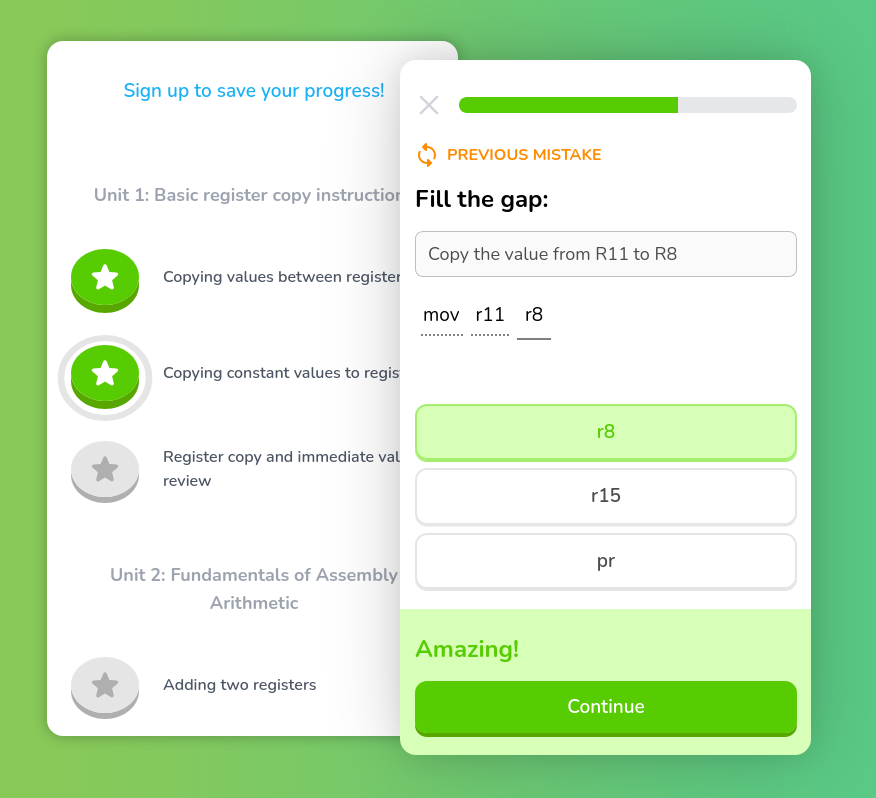 Sign up to save your progress!
Unit 1: Basic register copy instruction
Copying values between register
Copying constant values to regis
Register copy and immediate val
review
Unit 2: Fundamentals of Assembly
Arithmetic
Adding two registers
PREVIOUS MISTAKE
Fill the gap:
Copy the value from R11 to R8
mov r11 r8
r8
r15
pr
Amazing!
Continue